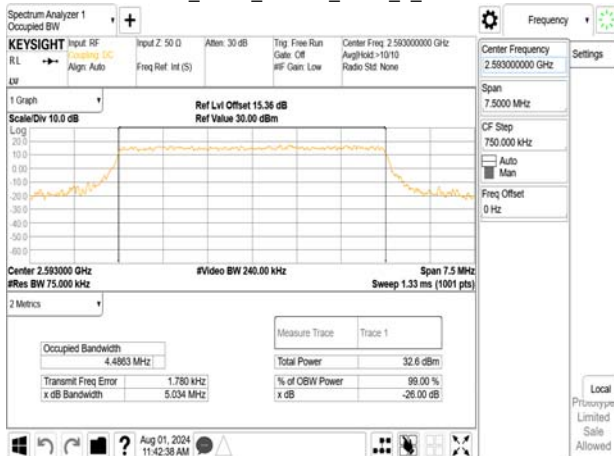 Spectrum Analyzer 1
Occupied BW
Frequency
KEYSIGHT
RL
Input: RF
Coupling: DC
Align: Auto
Input Z: 50 Ω
Freq Ref: Int (S)
Atten: 30 dB
Trig: Free Run
Gate: Off
#IF Gain: Low
Center Freq: 2.593000000 GHz
Avg|Hold:>10/10
Radio Std: None
Center Frequency
2.593000000 GHz
Settings
Span
7.5000 MHz
CF Step
750.000 kHz
Auto
Man
Freq Offset
0 Hz
1 Graph
Scale/Div 10.0 dB
Ref Lvl Offset 15.36 dB
Ref Value 30.00 dBm
Log
20.0
10.0
0.00
-10.0
-20.0
-30.0
-40.0
-50.0
-60.0
Center 2.593000 GHz
#Video BW 240.00 kHz
Span 7.5 MHz
#Res BW 75.000 kHz
Sweep 1.33 ms (1001 pts)
2 Metrics
Measure Trace Trace 1
Occupied Bandwidth
4.4863 MHz
Total Power 32.6 dBm
Transmit Freq Error 1.780 kHz
% of OBW Power 99.00 %
x dB Bandwidth 5.034 MHz
x dB -26.00 dB
Local
Prototype
Limited
Sale
Allowed
Aug 01, 2024
11:42:38 AM